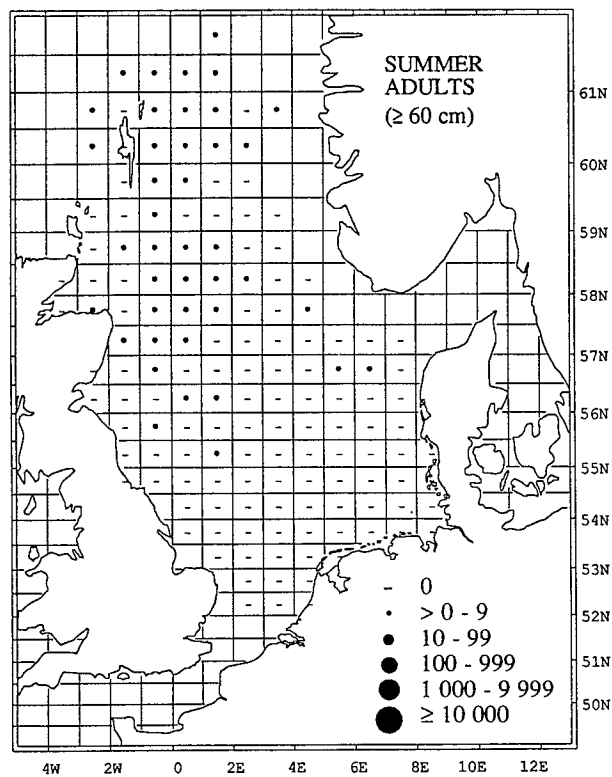 SUMMER
ADULTS
(≥ 60 cm)
61N
60N
59N
58N
57N
56N
55N
54N
53N
52N
51N
50N
- 0
• > 0 - 9
● 10 - 99
● 100 - 999
● 1 000 - 9 999
● ≥ 10 000
4W 2W 0 2E 4E 6E 8E 10E 12E